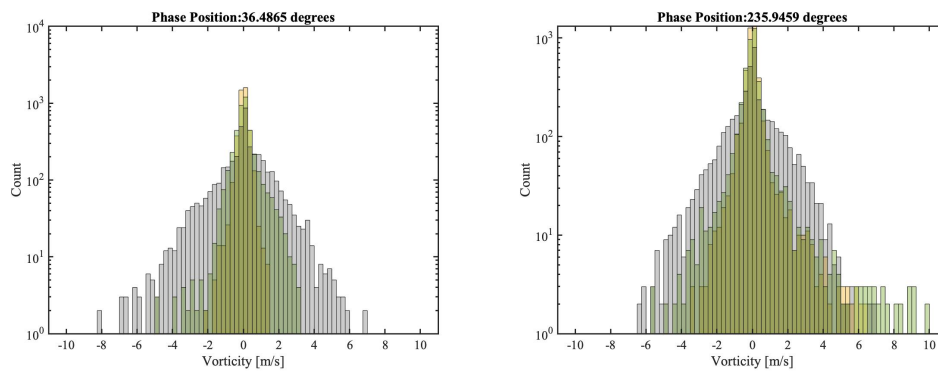 Phase Position:36.4865 degrees
10^4
10^3
10^2
10^1
10^0
Count
-10 -8 -6 -4 -2 0 2 4 6 8 10
Vorticity [m/s]
Phase Position:235.9459 degrees
10^3
10^2
10^1
10^0
Count
-10 -8 -6 -4 -2 0 2 4 6 8 10
Vorticity [m/s]